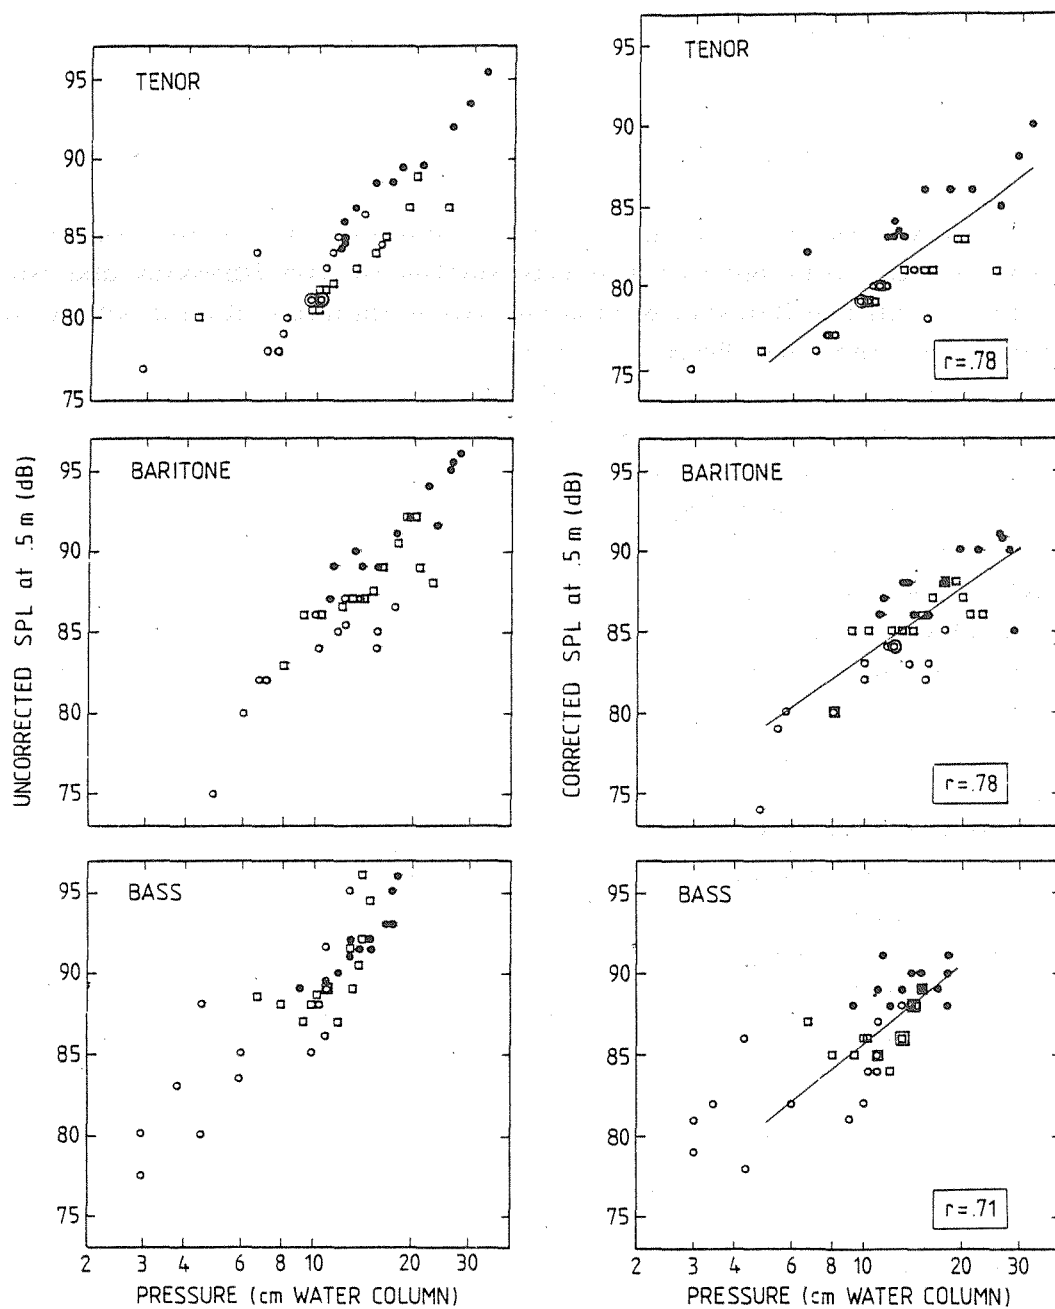 TENOR
95
90
85
80
75
BARITONE
95
90
85
80
75
BASS
95
90
85
80
75
2 3 4 6 8 10 20 30
PRESSURE (cm WATER COLUMN)
UNCORRECTED SPL at .5 m (dB)
TENOR
95
90
85
80
75
r=.78
BARITONE
95
90
85
80
75
r=.78
BASS
95
90
85
80
75
r=.71
2 3 4 6 8 10 20 30
PRESSURE (cm WATER COLUMN)
CORRECTED SPL at .5 m (dB)